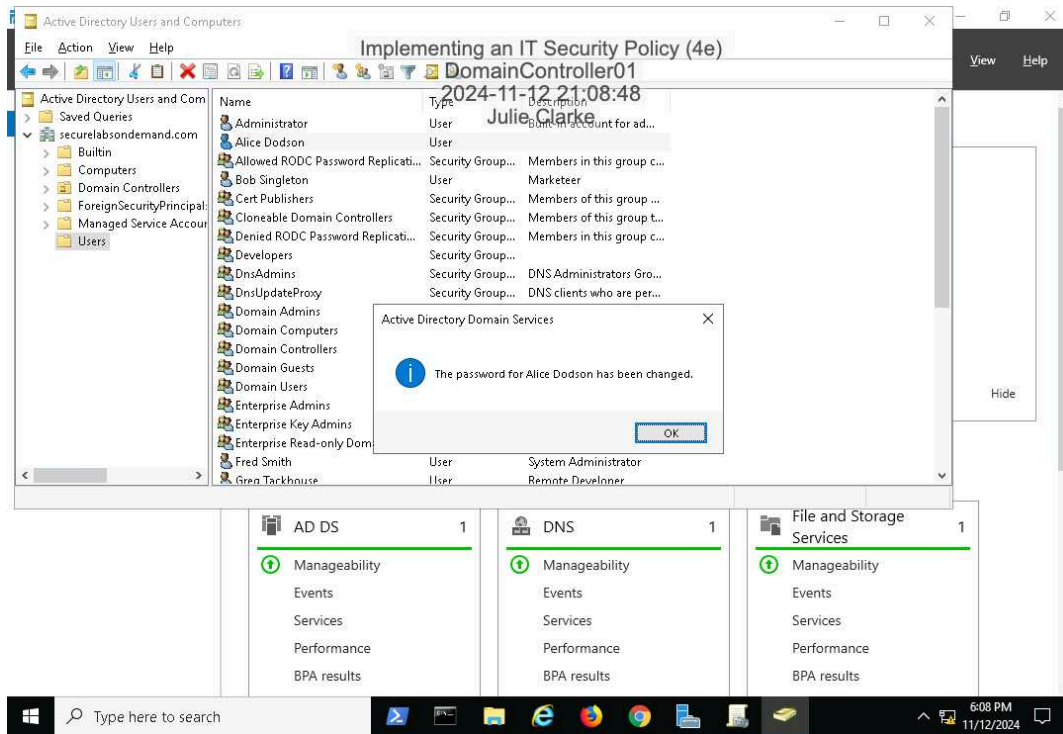 Active Directory Users and Computers
File Action View Help
Implementing an IT Security Policy (4e)
DomainController01
2024-11-12 21:08:48
Julie Clarke
View Help
Active Directory Users and Com
Saved Queries
securelabsondemand.com
Builtin
Computers
Domain Controllers
ForeignSecurityPrincipal:
Managed Service Accour
Users
Name Type Description
Administrator User Built-in account for ad...
Alice Dodson User
Allowed RODC Password Replicati... Security Group... Members in this group c...
Bob Singleton User Marketeer
Cert Publishers Security Group... Members of this group ...
Cloneable Domain Controllers Security Group... Members of this group t...
Denied RODC Password Replicati... Security Group... Members in this group c...
Developers Security Group...
DnsAdmins Security Group... DNS Administrators Gro...
DnsUpdateProxy Security Group... DNS clients who are per...
Domain Admins
Domain Computers
Domain Controllers
Domain Guests
Domain Users
Enterprise Admins
Enterprise Key Admins
Enterprise Read-only Dom
Fred Smith User System Administrator
Greg Tackhouse User Remote Developer
Active Directory Domain Services
The password for Alice Dodson has been changed.
OK
Hide
AD DS 1
Manageability
Events
Services
Performance
BPA results
DNS 1
Manageability
Events
Services
Performance
BPA results
File and Storage
Services 1
Manageability
Events
Services
Performance
BPA results
Type here to search
6:08 PM
11/12/2024